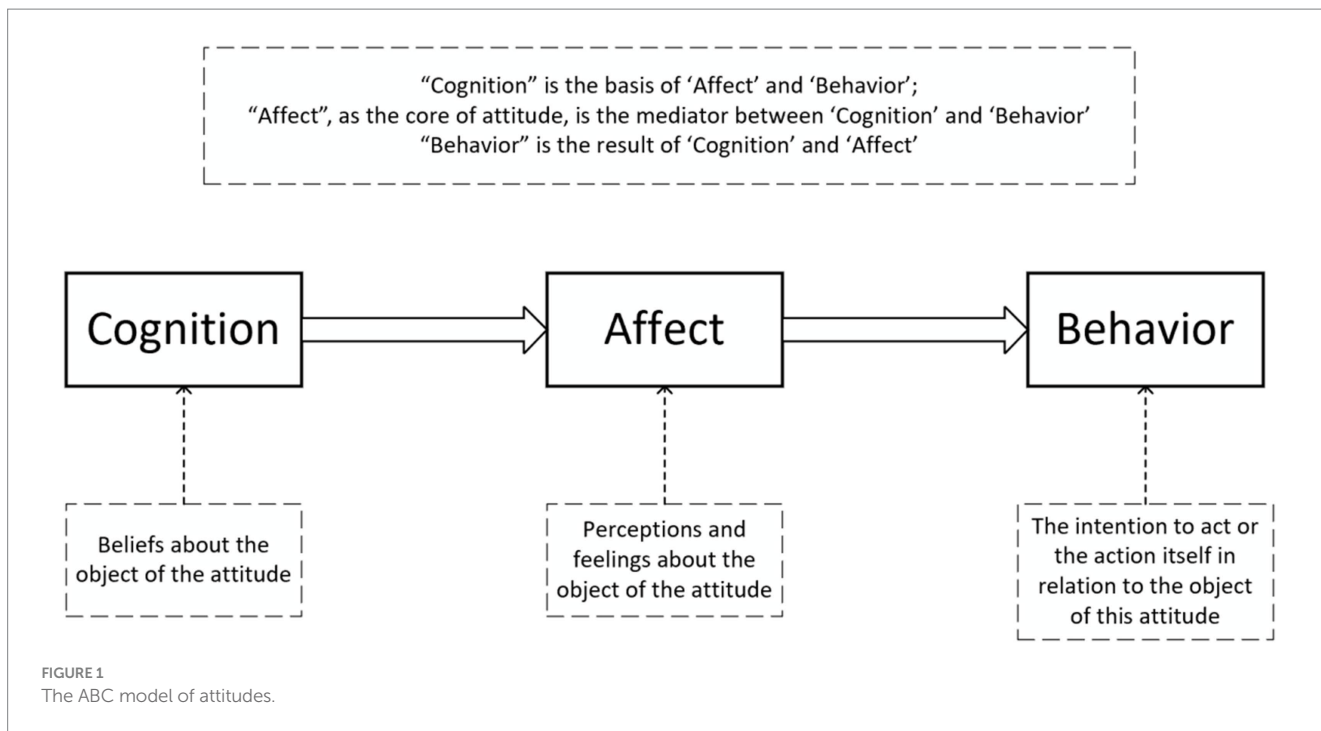 “Cognition” is the basis of ‘Affect’ and ‘Behavior’;
“Affect”, as the core of attitude, is the mediator between ‘Cognition’ and ‘Behavior’
“Behavior” is the result of ‘Cognition’ and ‘Affect’
Cognition
Affect
Behavior
Beliefs about the
object of the attitude
Perceptions and
feelings about the
object of the attitude
The intention to act or
the action itself in
relation to the object
of this attitude
FIGURE 1
The ABC model of attitudes.